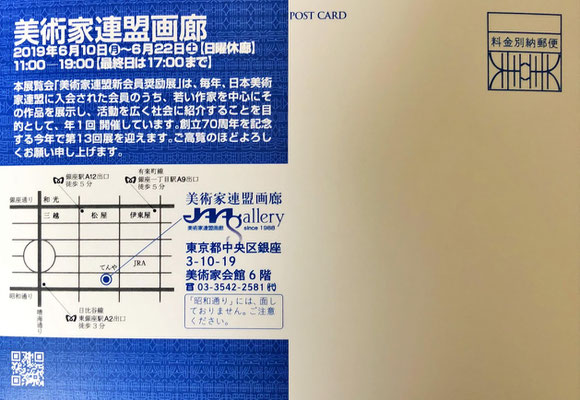 美術家連盟画廊
2019年6月10日㊊〜6月22日㊏【日曜休廊】
11:00―19:00【最終日は17:00まで】
本展覧会「美術家連盟新会員奨励展」は、毎年、日本美術
家連盟に入会された会員のうち、若い作家を中心にそ
の作品を展示し、活動を広く社会に紹介することを目
的として、年1回 開催しています。創立70周年を記念
する今年で第13回展を迎えます。ご高覧のほどよろし
くお願い申し上げます。
POST CARD
料金別納郵便
有楽町線
銀座一丁目駅A9出口
徒歩5分
銀座駅A12出口
徒歩5分
銀座通り
和光
三越
松屋
伊東屋
てんや
JRA
昭和通り
晴海通り
日比谷線
東銀座駅A2出口
徒歩3分
美術家連盟画廊
JAAgallery
美術家連盟画廊 since 1988
東京都中央区銀座
3-10-19
美術家会館6階
☎03-3542-2581㈹
「昭和通り」には、面し
ておりません。ご注意
ください。